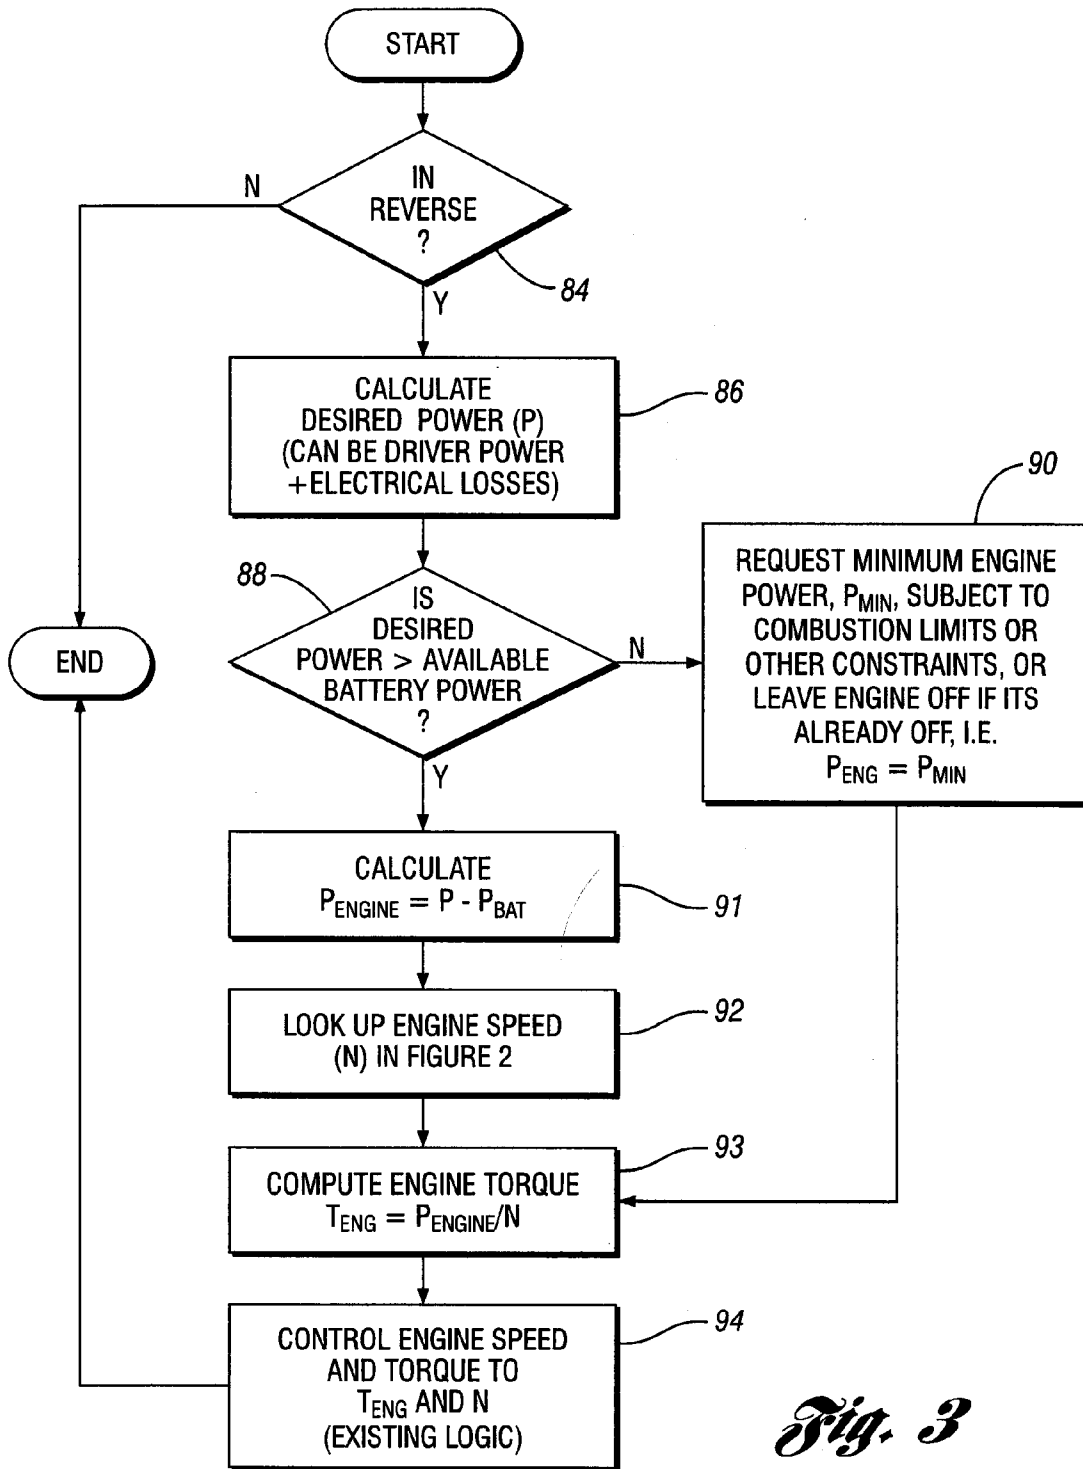 START
IN
REVERSE
?
N
84
Y
CALCULATE
DESIRED POWER (P)
(CAN BE DRIVER POWER
+ELECTRICAL LOSSES)
86
88
IS
DESIRED
POWER > AVAILABLE
BATTERY POWER
?
N
Y
90
REQUEST MINIMUM ENGINE
POWER, PMIN, SUBJECT TO
COMBUSTION LIMITS OR
OTHER CONSTRAINTS, OR
LEAVE ENGINE OFF IF ITS
ALREADY OFF, I.E.
PENG = PMIN
END
CALCULATE
PENGINE = P - PBAT
91
LOOK UP ENGINE SPEED
(N) IN FIGURE 2
92
COMPUTE ENGINE TORQUE
TENG = PENGINE/N
93
CONTROL ENGINE SPEED
AND TORQUE TO
TENG AND N
(EXISTING LOGIC)
94
Fig. 3